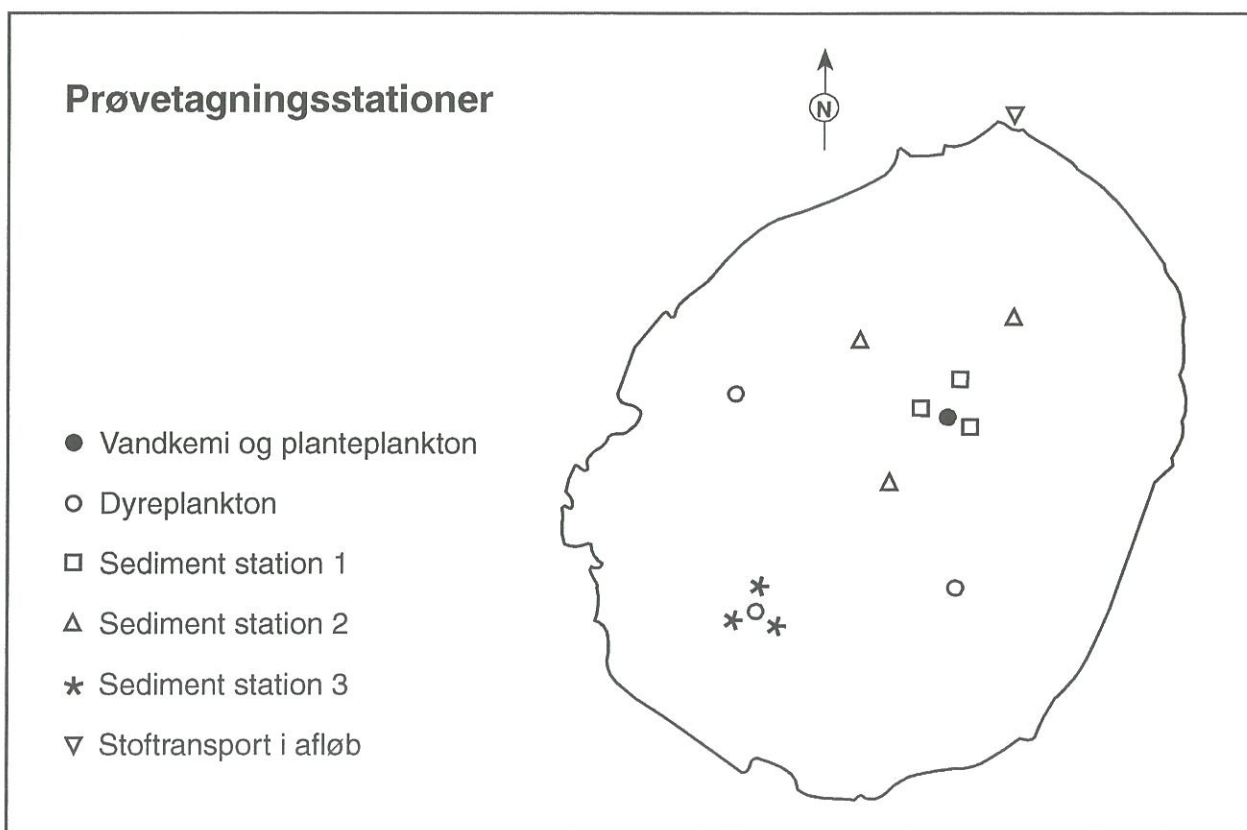 Prøvetagningsstationer
N
Vandkemi og planteplankton
Dyreplankton
Sediment station 1
Sediment station 2
Sediment station 3
Stoftransport i afløb